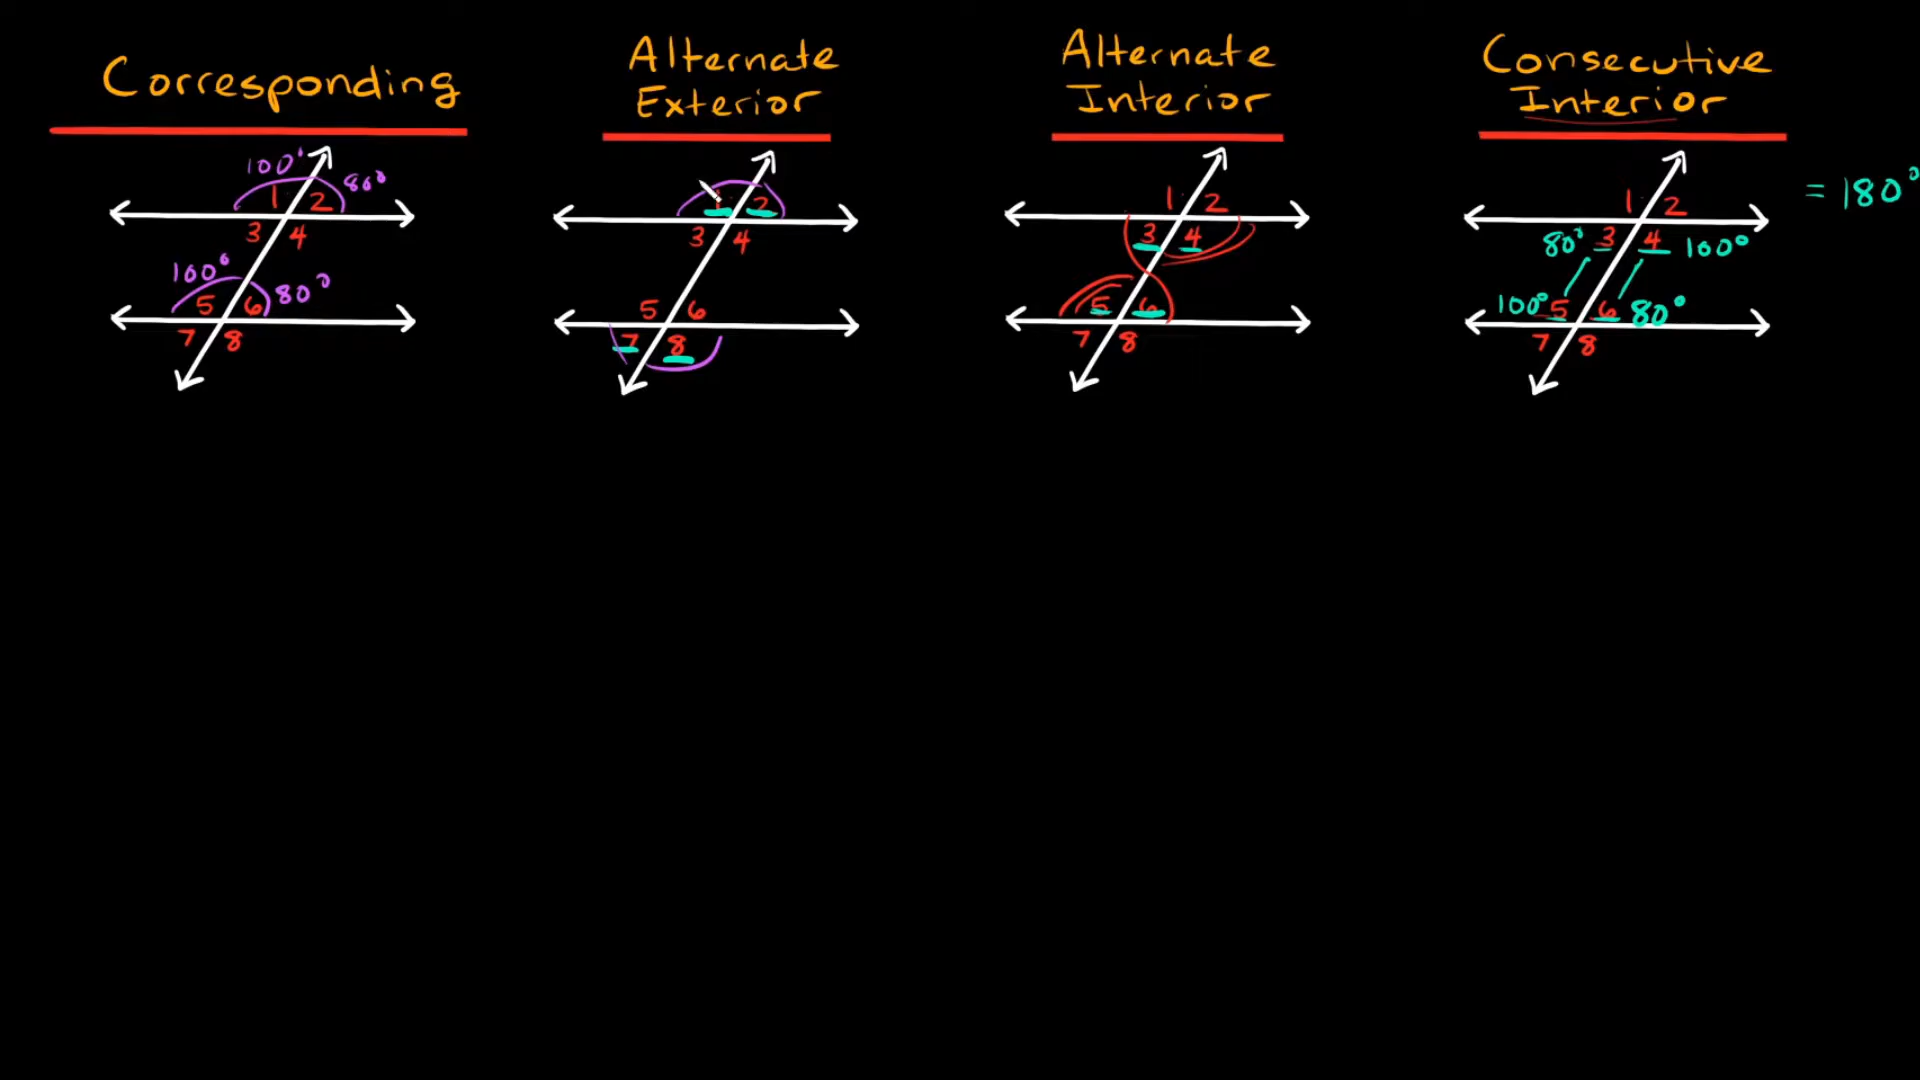 Corresponding
100°
1 2 80°
3 4
100°
5 6 80°
7 8
Alternate
Exterior
1 2
3 4
5 6
7 8
Alternate
Interior
1 2
3 4
5 6
7 8
Consecutive
Interior
1 2
80° 3 4 100°
100° 5 6 80°
7 8
= 180°